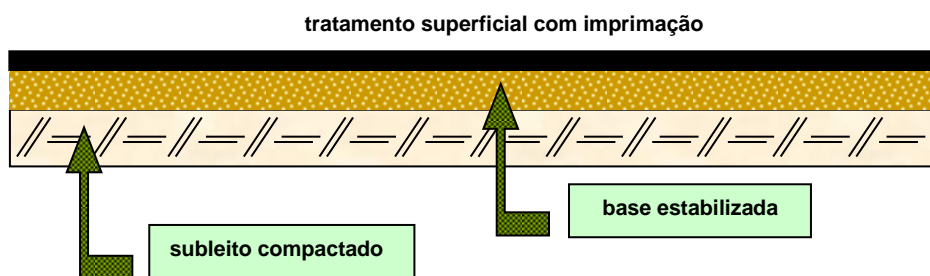 tratamento superficial com imprimação
base estabilizada
subleito compactado